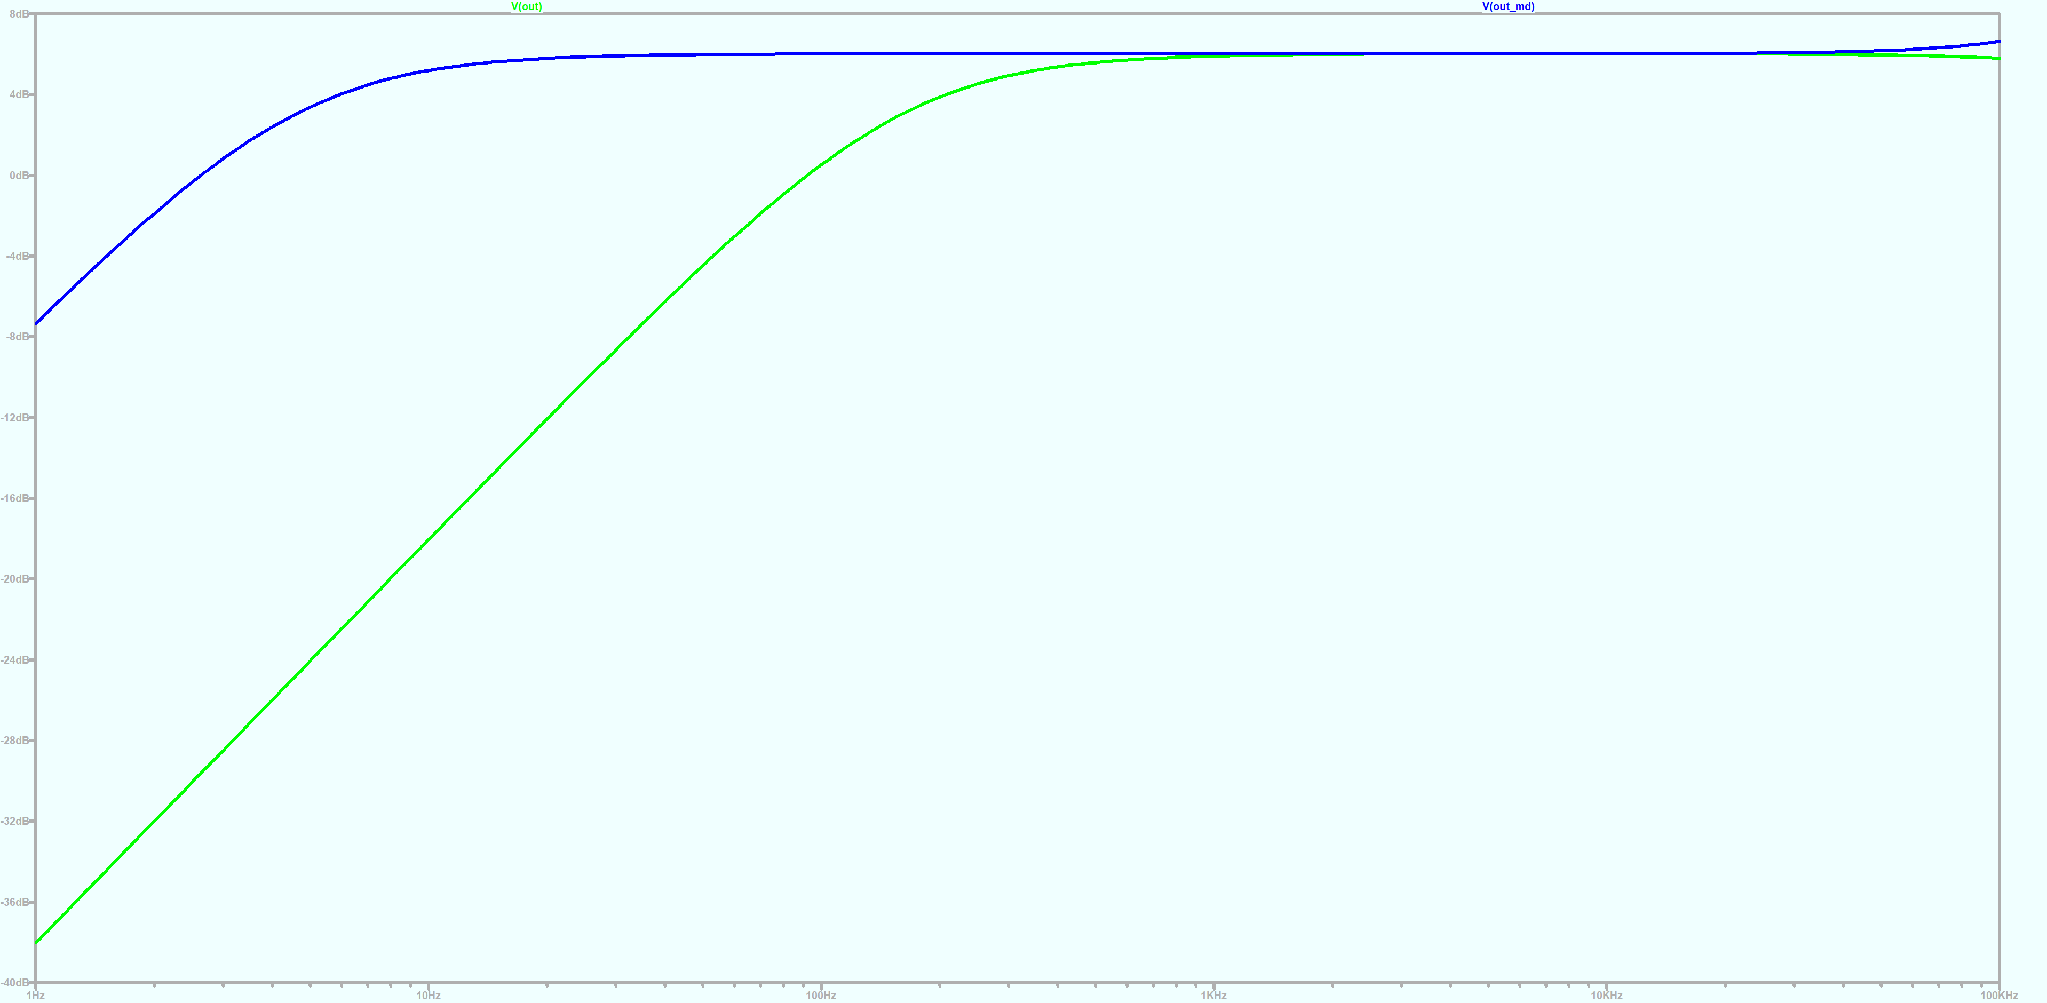 V(out) V(out_md)
8dB
4dB
0dB
-4dB
-8dB
-12dB
-16dB
-20dB
-24dB
-28dB
-32dB
-36dB
-40dB
1Hz 10Hz 100Hz 1KHz 10KHz 100KHz